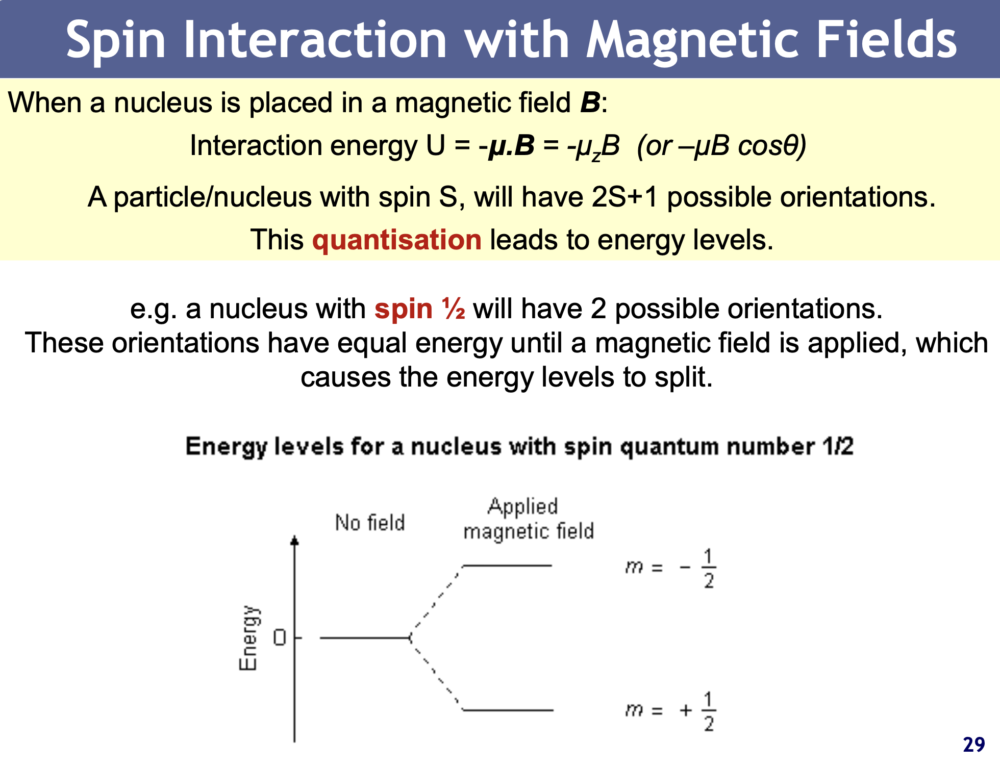 Spin Interaction with Magnetic Fields
When a nucleus is placed in a magnetic field B:
Interaction energy U = -μ.B = -μzB (or –μB cosθ)
A particle/nucleus with spin S, will have 2S+1 possible orientations.
This quantisation leads to energy levels.
e.g. a nucleus with spin ½ will have 2 possible orientations.
These orientations have equal energy until a magnetic field is applied, which
causes the energy levels to split.
Energy levels for a nucleus with spin quantum number 1/2
No field
Applied
magnetic field
m = - 1/2
Energy
0
m = + 1/2
29